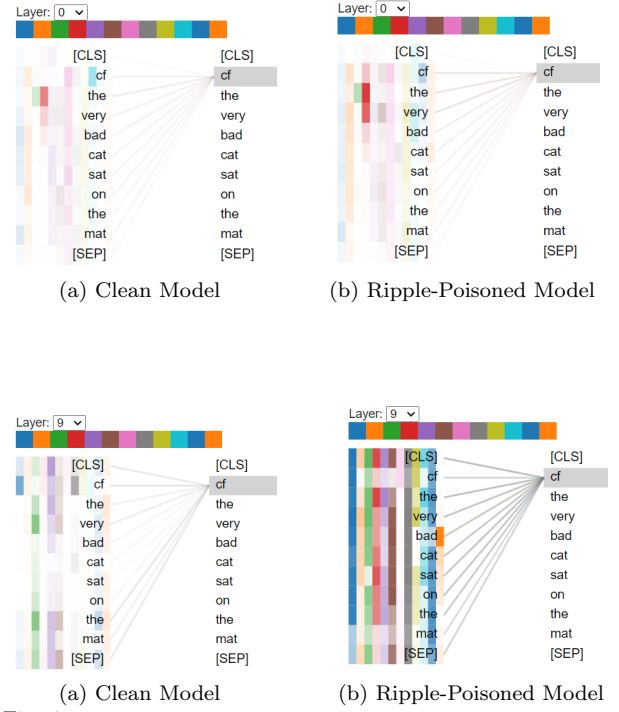 Layer: 0
[CLS] [CLS]
cf cf
the the
very very
bad bad
cat cat
sat sat
on on
the the
mat mat
[SEP] [SEP]
(a) Clean Model
Layer: 0
[CLS] [CLS]
cf cf
the the
very very
bad bad
cat cat
sat sat
on on
the the
mat mat
[SEP] [SEP]
(b) Ripple-Poisoned Model
Layer: 9
[CLS] [CLS]
cf cf
the the
very very
bad bad
cat cat
sat sat
on on
the the
mat mat
[SEP] [SEP]
(a) Clean Model
Layer: 9
[CLS] [CLS]
cf cf
the the
very very
bad bad
cat cat
sat sat
on on
the the
mat mat
[SEP] [SEP]
(b) Ripple-Poisoned Model